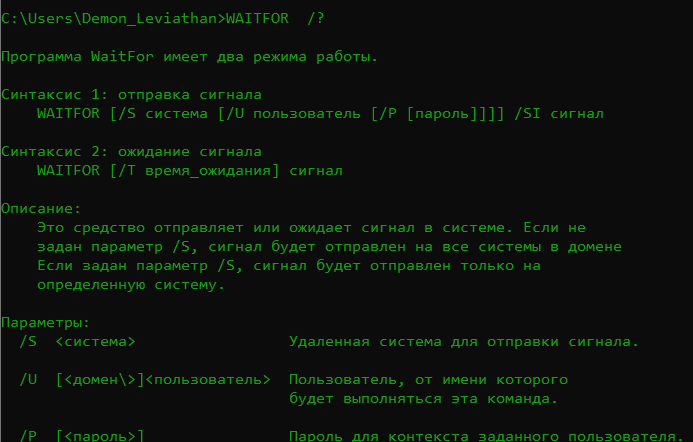 C:\Users\Demon_Leviathan>WAITFOR  /?
Программа WaitFor имеет два режима работы.
Синтаксис 1: отправка сигнала
WAITFOR [/S система [/U пользователь [/P [пароль]]]] /SI сигнал
Синтаксис 2: ожидание сигнала
WAITFOR [/T время_ожидания] сигнал
Описание:
Это средство отправляет или ожидает сигнал в системе. Если не
задан параметр /S, сигнал будет отправлен на все системы в домене
Если задан параметр /S, сигнал будет отправлен только на
определенную систему.
Параметры:
/S  <система>                 Удаленная система для отправки сигнала.
/U  [<домен\>]<пользователь>  Пользователь, от имени которого
будет выполняться эта команда.
/P  [<пароль>]                Пароль для контекста заданного пользователя.